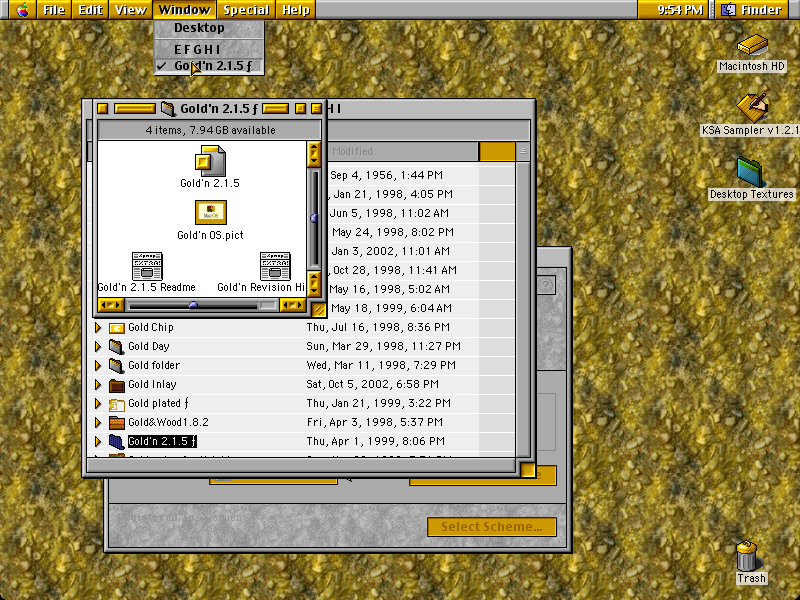 File Edit View Window Special Help 9:54 PM Finder
Desktop
E F G H I
✓ Gold'n 2.1.5 ƒ
Macintosh HD
KSA Sampler v1.2.1
Desktop Textures
Trash
Gold'n 2.1.5 ƒ
4 items, 7.94 GB available
Gold'n 2.1.5
MacOS
Gold'n OS.pict
Gold'n 2.1.5 Readme
Gold'n Revision Hi
H I
Modified
Sep 4, 1956, 1:44 PM
, Jan 21, 1998, 4:05 PM
Jun 5, 1998, 11:02 AM
May 24, 1998, 8:02 PM
Jan 3, 2002, 11:01 AM
, Oct 28, 1998, 11:41 AM
May 16, 1998, 5:02 AM
May 18, 1999, 6:04 AM
Gold Chip Thu, Jul 16, 1998, 8:36 PM
Gold Day Sun, Mar 29, 1998, 11:27 PM
Gold folder Wed, Mar 11, 1998, 7:29 PM
Gold Inlay Sat, Oct 5, 2002, 6:58 PM
Gold plated ƒ Thu, Jan 21, 1999, 3:22 PM
Gold&Wood1.8.2 Fri, Apr 3, 1998, 5:37 PM
Gold'n 2.1.5 ƒ Thu, Apr 1, 1999, 8:06 PM
Select Scheme...